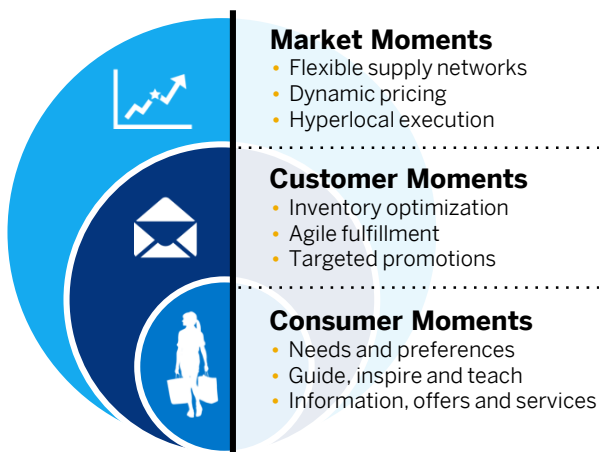 Market Moments
• Flexible supply networks
• Dynamic pricing
• Hyperlocal execution
Customer Moments
• Inventory optimization
• Agile fulfillment
• Targeted promotions
Consumer Moments
• Needs and preferences
• Guide, inspire and teach
• Information, offers and services